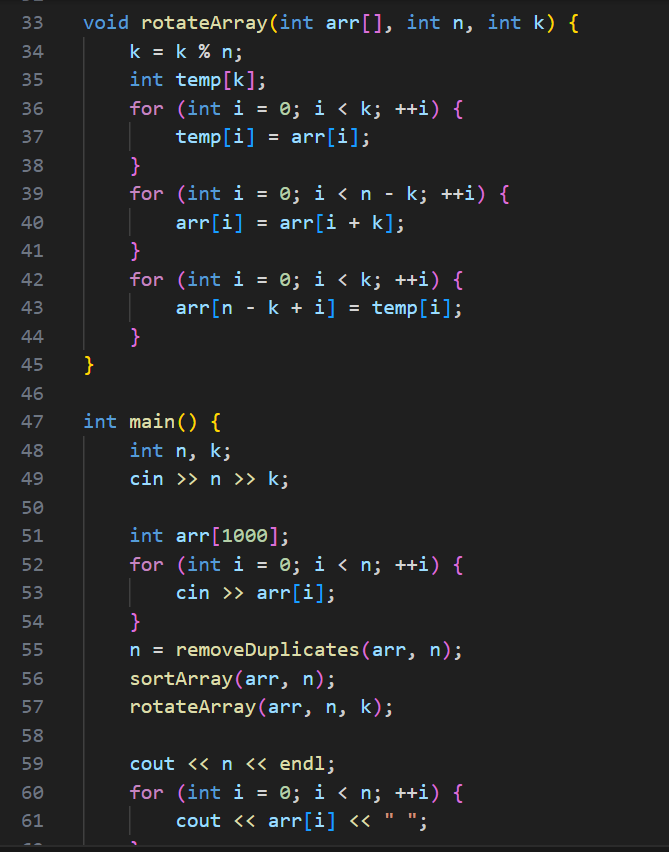 33 void rotateArray(int arr[], int n, int k) {
34     k = k % n;
35     int temp[k];
36     for (int i = 0; i < k; ++i) {
37         temp[i] = arr[i];
38     }
39     for (int i = 0; i < n - k; ++i) {
40         arr[i] = arr[i + k];
41     }
42     for (int i = 0; i < k; ++i) {
43         arr[n - k + i] = temp[i];
44     }
45 }
46
47 int main() {
48     int n, k;
49     cin >> n >> k;
50
51     int arr[1000];
52     for (int i = 0; i < n; ++i) {
53         cin >> arr[i];
54     }
55     n = removeDuplicates(arr, n);
56     sortArray(arr, n);
57     rotateArray(arr, n, k);
58
59     cout << n << endl;
60     for (int i = 0; i < n; ++i) {
61         cout << arr[i] << " ";